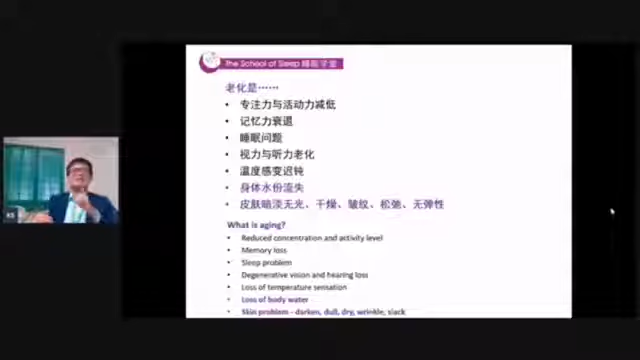 The School of Sleep 睡眠学堂
老化是……
• 专注力与活动力减低
• 记忆力衰退
• 睡眠问题
• 视力与听力老化
• 温度感变迟钝
• 身体水份流失
• 皮肤暗淡无光、干燥、皱纹、松弛、无弹性
What is aging?
• Reduced concentration and activity level
• Memory loss
• Sleep problem
• Degenerative vision and hearing loss
• Loss of temperature sensation
• Loss of body water
• Skin problem - darken, dull, dry, wrinkle, slack